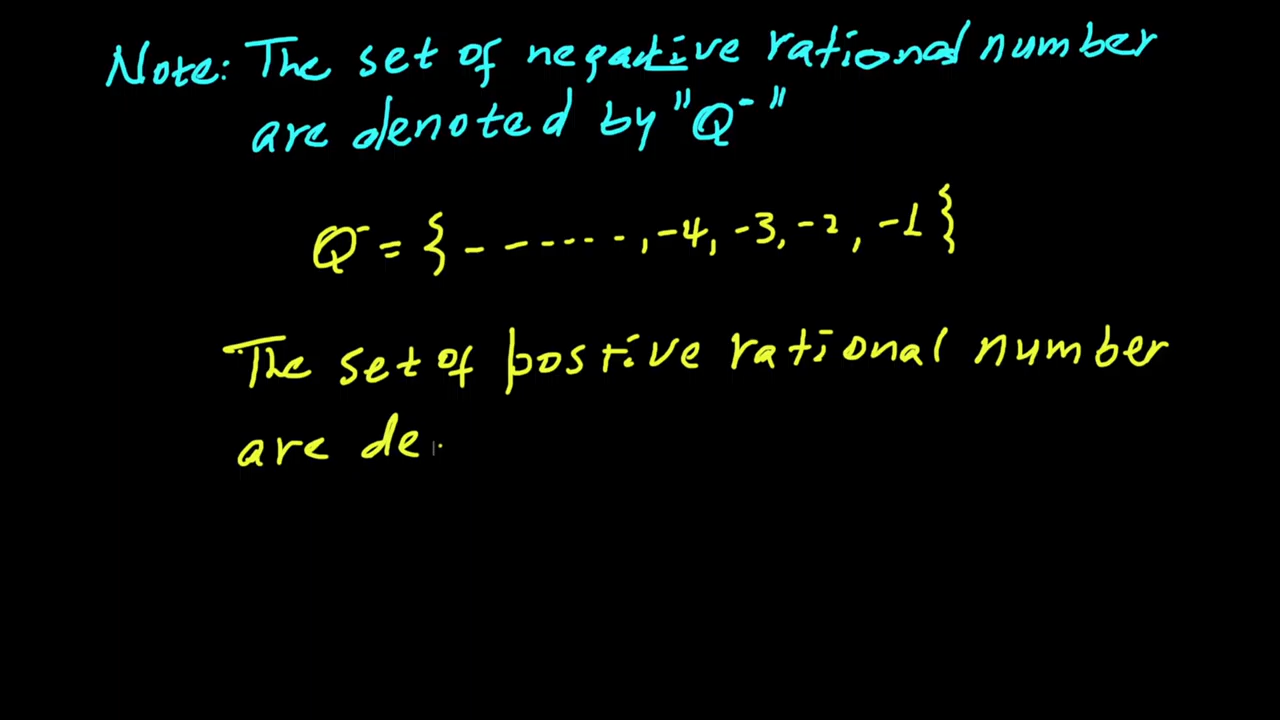 Note: The set of negative rational number
are denoted by "Q⁻"
Q⁻ = { - - - - - - -, -4, -3, -2, -1 }
The set of postive rational number
are de